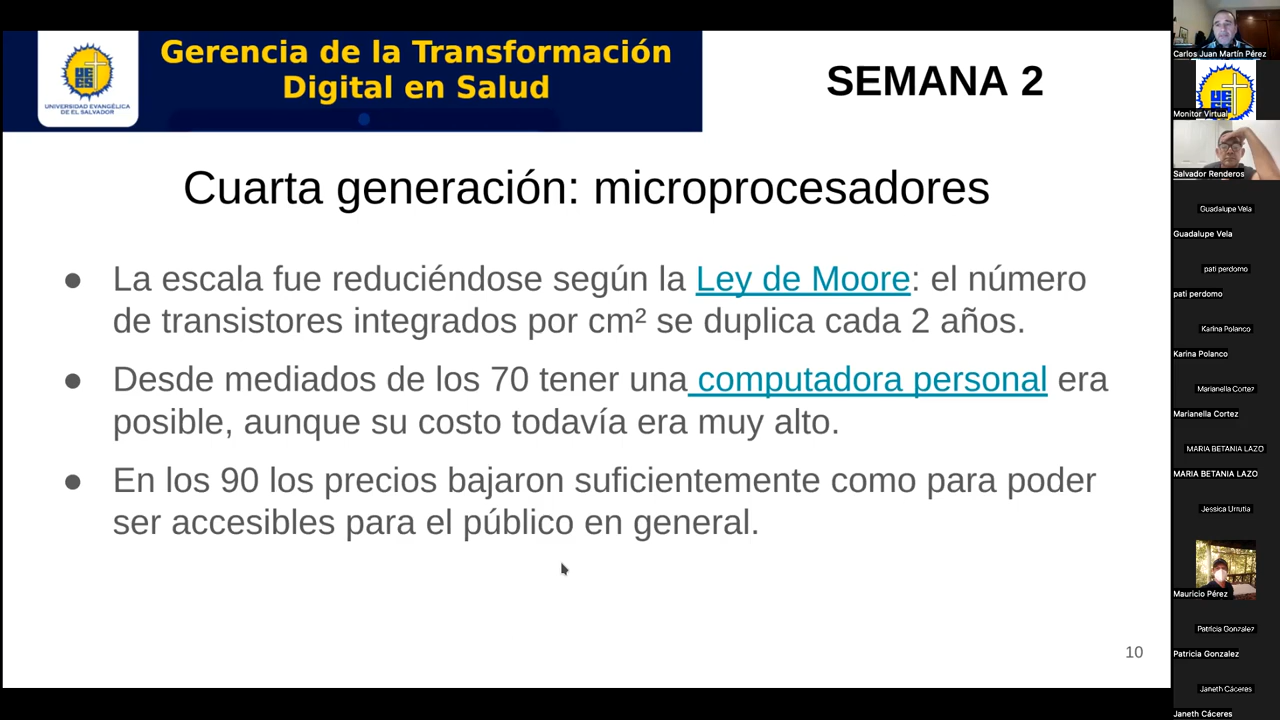 Gerencia de la Transformación
Digital en Salud
UNIVERSIDAD EVANGÉLICA
DE EL SALVADOR
SEMANA 2
Cuarta generación: microprocesadores
● La escala fue reduciéndose según la Ley de Moore: el número
de transistores integrados por cm² se duplica cada 2 años.
● Desde mediados de los 70 tener una computadora personal era
posible, aunque su costo todavía era muy alto.
● En los 90 los precios bajaron suficientemente como para poder
ser accesibles para el público en general.
10
Carlos Juan Martín Pérez
UE
ES
Monitor Virtual
Salvador Renderos
Guadalupe Vela
Guadalupe Vela
pati perdomo
pati perdomo
Karina Polanco
Karina Polanco
Marianella Cortez
Marianella Cortez
MARIA BETANIA LAZO
MARIA BETANIA LAZO
Jessica Urrutia
Mauricio Pérez
Patricia Gonzalez
Patricia Gonzalez
Janeth Cáceres
Janeth Cáceres